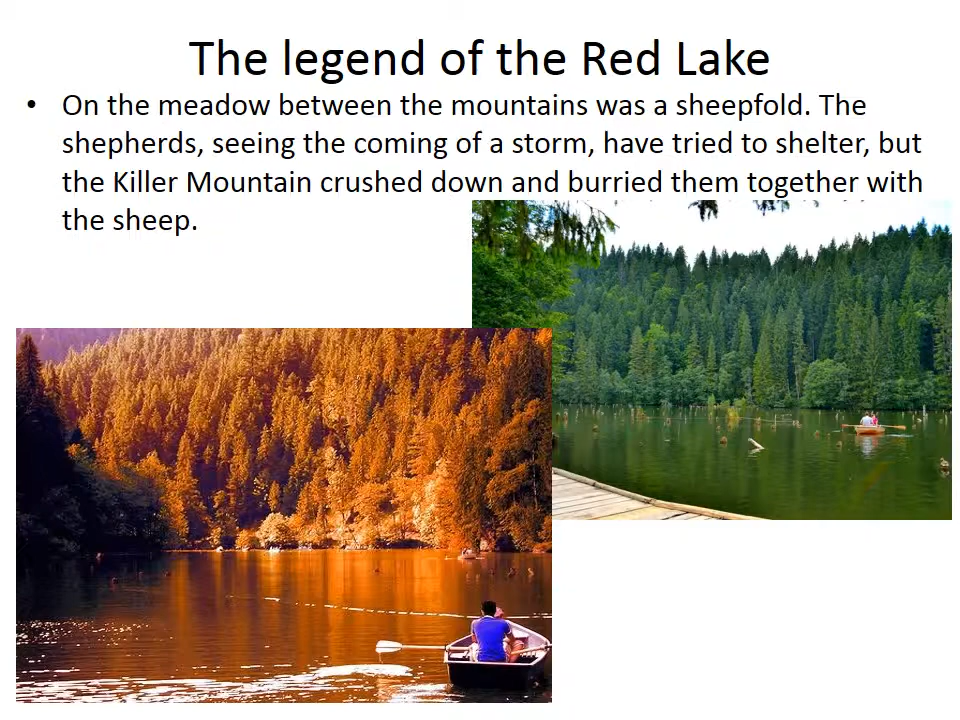 The legend of the Red Lake
• On the meadow between the mountains was a sheepfold. The
shepherds, seeing the coming of a storm, have tried to shelter, but
the Killer Mountain crushed down and burried them together with
the sheep.